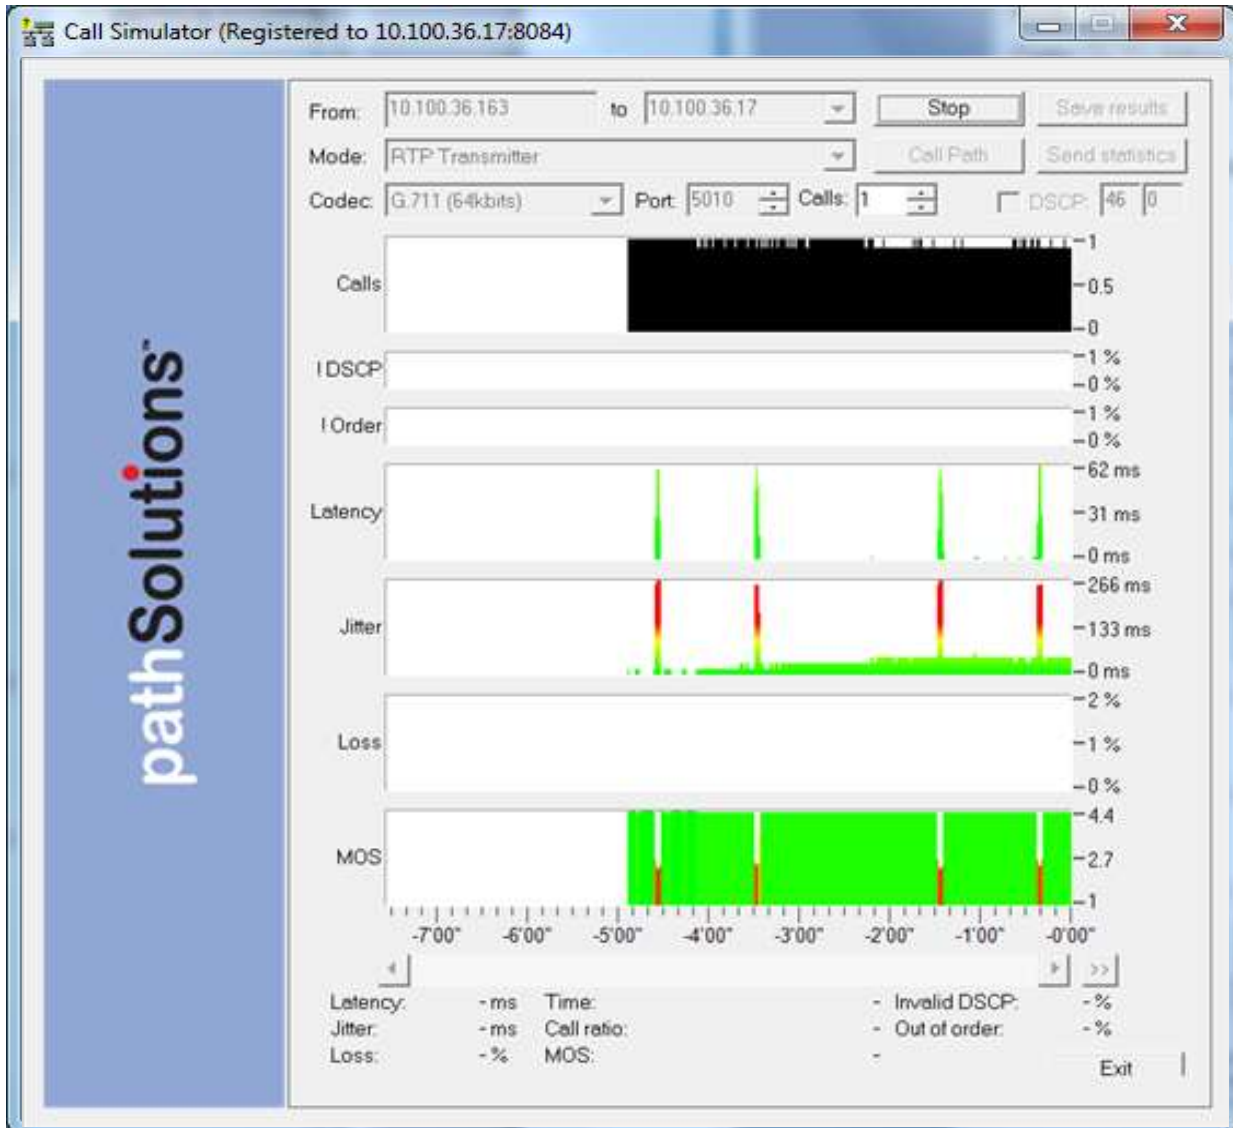 Call Simulator (Registered to 10.100.36.17:8084)
pathSolutions™
From: 10.100.36.163 to 10.100.36.17 Stop Save results
Mode: RTP Transmitter Call Path Send statistics
Codec: G.711 (64kbits) Port: 5010 Calls: 1 DSCP: 46 0
Calls
1
0.5
0
! DSCP
1 %
0 %
! Order
1 %
0 %
Latency
62 ms
31 ms
0 ms
Jitter
266 ms
133 ms
0 ms
Loss
2 %
1 %
0 %
MOS
4.4
2.7
1
-7'00" -6'00" -5'00" -4'00" -3'00" -2'00" -1'00" -0'00"
>>
Latency: - ms Time: - Invalid DSCP: - %
Jitter: - ms Call ratio: - Out of order: - %
Loss: - % MOS: -
Exit